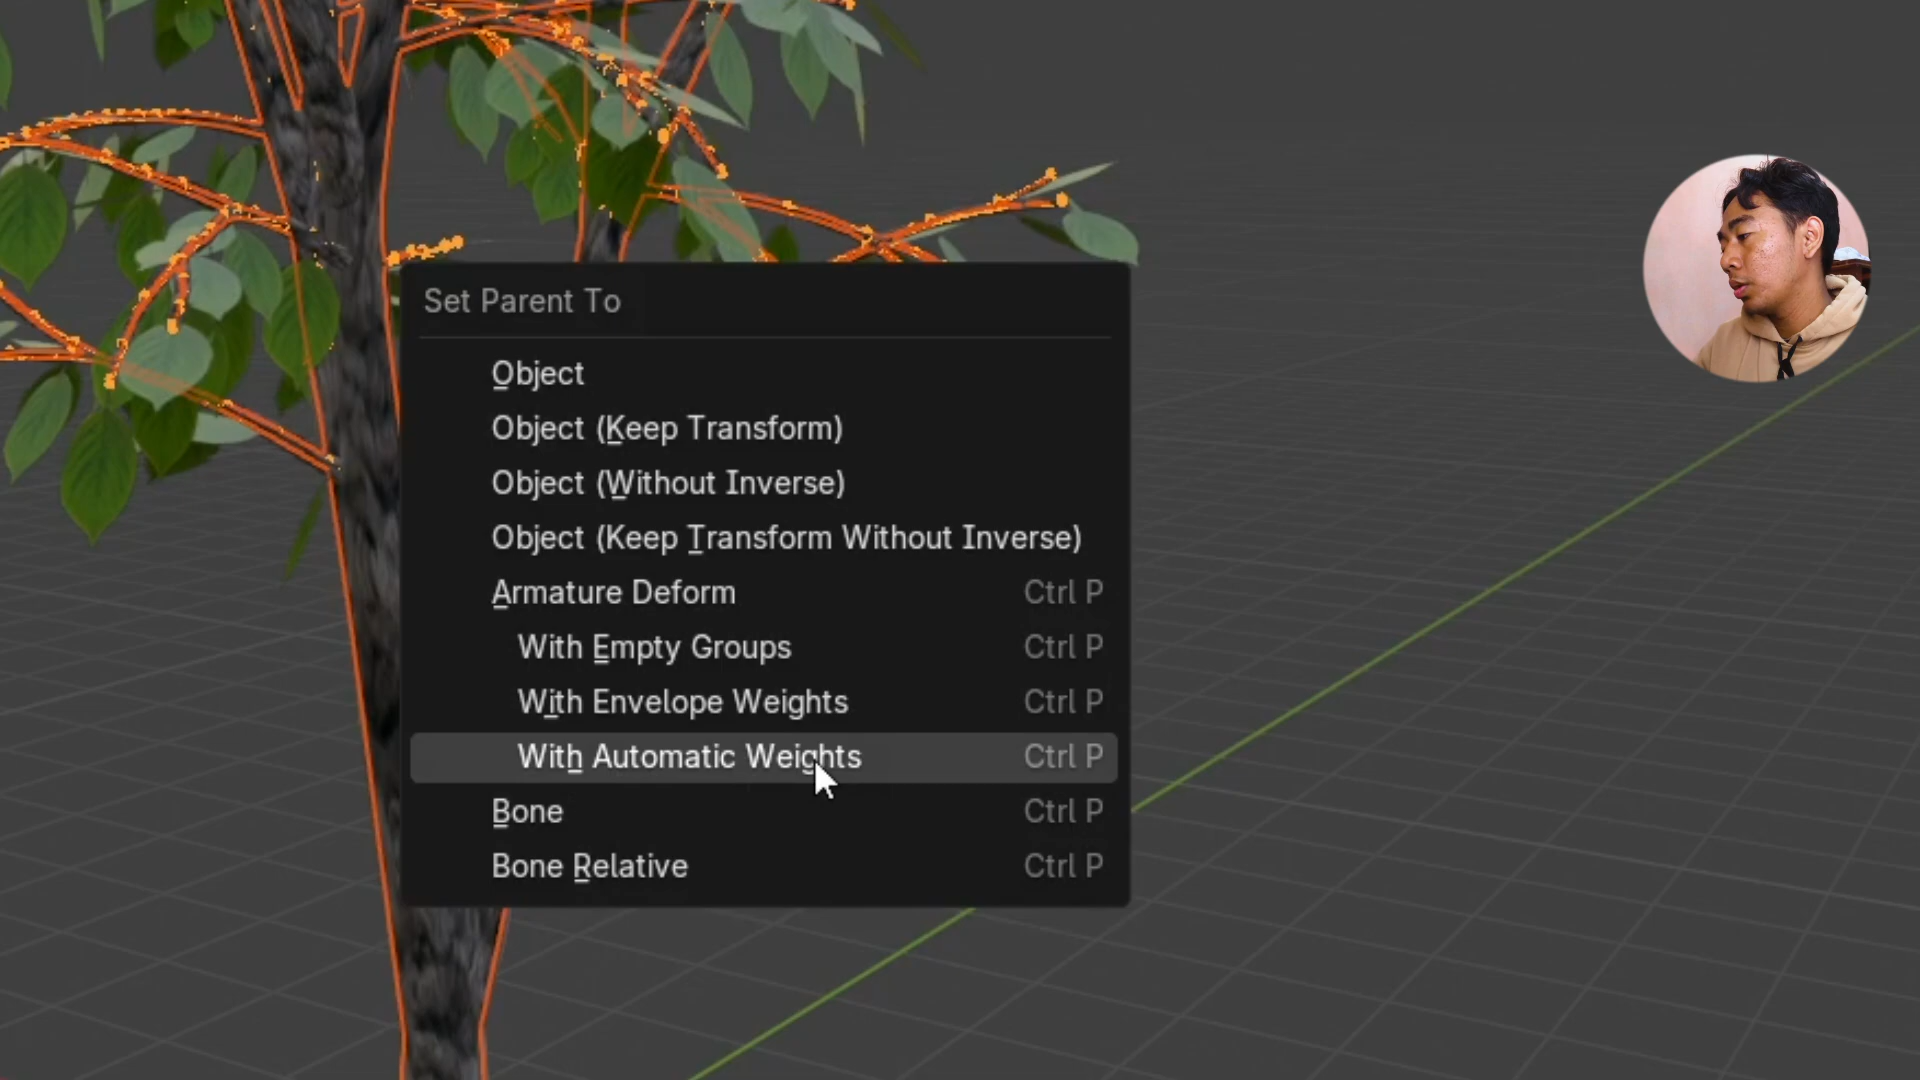 Set Parent To
Object
Object (Keep Transform)
Object (Without Inverse)
Object (Keep Transform Without Inverse)
Armature Deform Ctrl P
With Empty Groups Ctrl P
With Envelope Weights Ctrl P
With Automatic Weights Ctrl P
Bone Ctrl P
Bone Relative Ctrl P